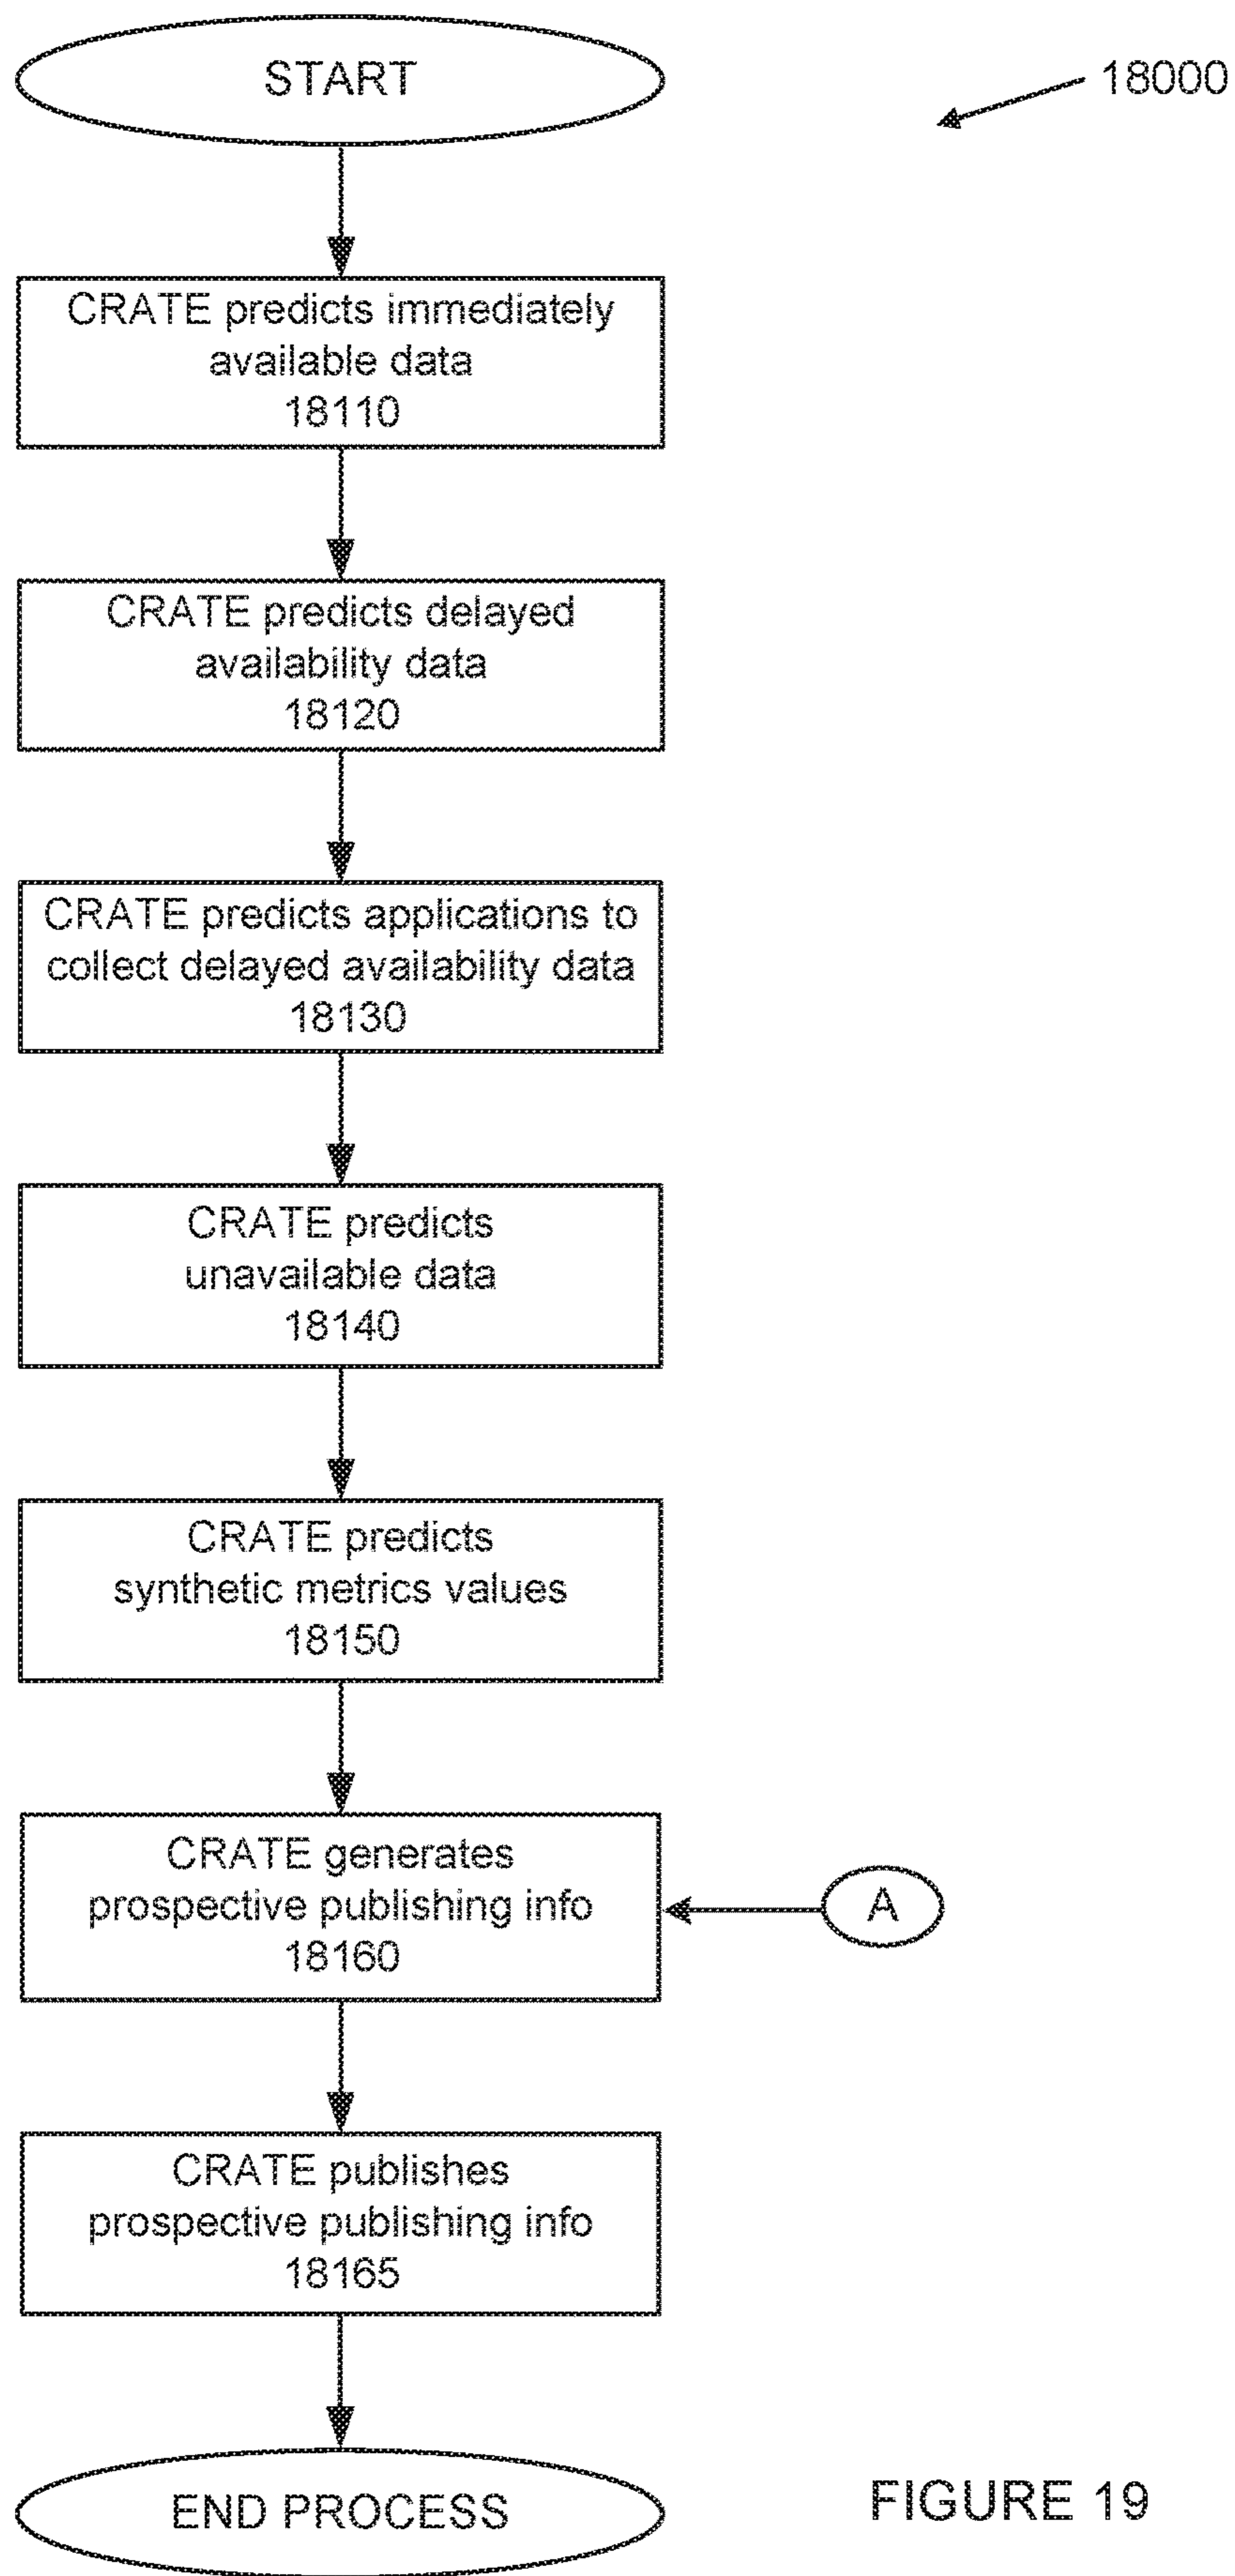 START
18000
CRATE predicts immediately
available data
18110
CRATE predicts delayed
availability data
18120
CRATE predicts applications to
collect delayed availability data
18130
CRATE predicts
unavailable data
18140
CRATE predicts
synthetic metrics values
18150
CRATE generates
prospective publishing info
18160
A
CRATE publishes
prospective publishing info
18165
END PROCESS
FIGURE 19